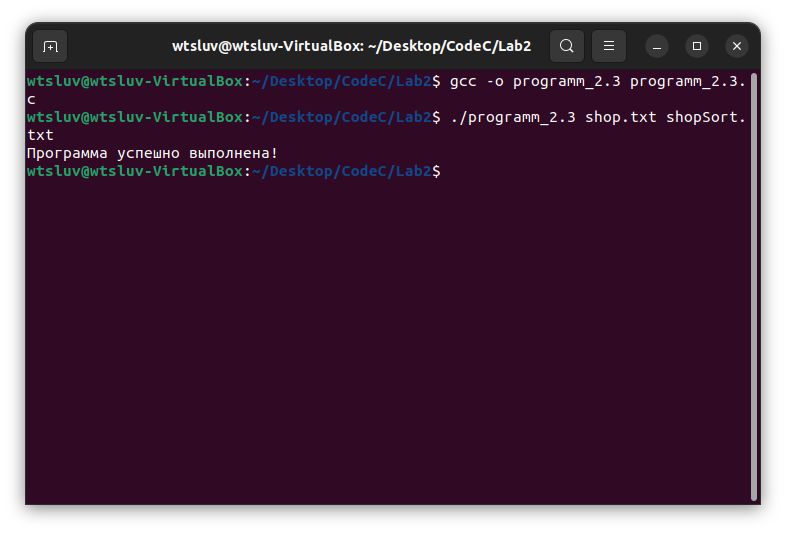 wtsluv@wtsluv-VirtualBox: ~/Desktop/CodeC/Lab2
wtsluv@wtsluv-VirtualBox:~/Desktop/CodeC/Lab2$ gcc -o programm_2.3 programm_2.3.
c
wtsluv@wtsluv-VirtualBox:~/Desktop/CodeC/Lab2$ ./programm_2.3 shop.txt shopSort.
txt
Программа успешно выполнена!
wtsluv@wtsluv-VirtualBox:~/Desktop/CodeC/Lab2$